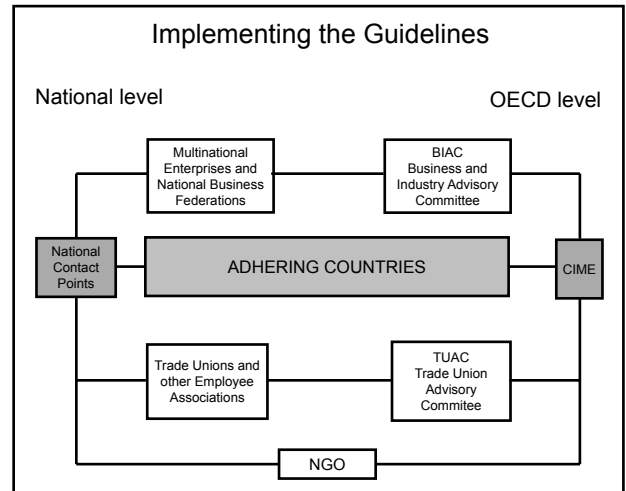 Implementing the Guidelines
National level
OECD level
Multinational
Enterprises and
National Business
Federations
BIAC
Business and
Industry Advisory
Committee
National
Contact
Points
ADHERING COUNTRIES
CIME
Trade Unions and
other Employee
Associations
TUAC
Trade Union
Advisory
Commitee
NGO